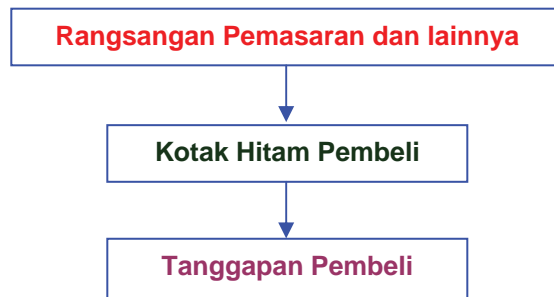 Rangsangan Pemasaran dan lainnya
Kotak Hitam Pembeli
Tanggapan Pembeli